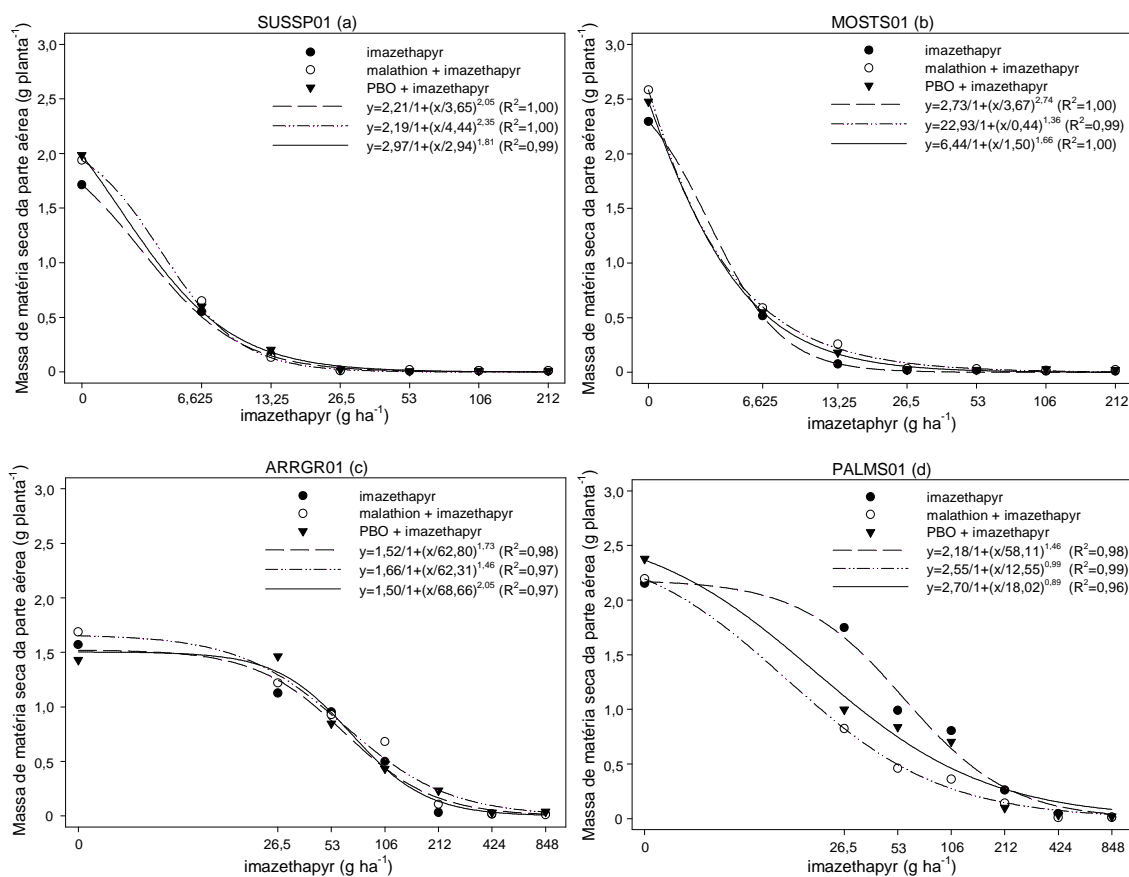 SUSSP01 (a)
Massa de matéria seca da parte aérea (g planta-1)
3,0
2,5
2,0
1,5
1,0
0,5
0
imazethapyr
malathion + imazethapyr
PBO + imazethapyr
y=2,21/1+(x/3,65)2,05 (R2=1,00)
y=2,19/1+(x/4,44)2,35 (R2=1,00)
y=2,97/1+(x/2,94)1,81 (R2=0,99)
0 6,625 13,25 26,5 53 106 212
imazethapyr (g ha-1)
MOSTS01 (b)
Massa de matéria seca da parte aérea (g planta-1)
3,0
2,5
2,0
1,5
1,0
0,5
0
imazethapyr
malathion + imazethapyr
PBO + imazethapyr
y=2,73/1+(x/3,67)2,74 (R2=1,00)
y=22,93/1+(x/0,44)1,36 (R2=0,99)
y=6,44/1+(x/1,50)1,66 (R2=1,00)
0 6,625 13,25 26,5 53 106 212
imazetaphyr (g ha-1)
ARRGR01 (c)
Massa de matéria seca da parte aérea (g planta-1)
3,0
2,5
2,0
1,5
1,0
0,5
0
imazethapyr
malathion + imazethapyr
PBO + imazethapyr
y=1,52/1+(x/62,80)1,73 (R2=0,98)
y=1,66/1+(x/62,31)1,46 (R2=0,97)
y=1,50/1+(x/68,66)2,05 (R2=0,97)
0 26,5 53 106 212 424 848
imazethapyr (g ha-1)
PALMS01 (d)
Massa de matéria seca da parte aérea (g planta-1)
3,0
2,5
2,0
1,5
1,0
0,5
0
imazethapyr
malathion + imazethapyr
PBO + imazethapyr
y=2,18/1+(x/58,11)1,46 (R2=0,98)
y=2,55/1+(x/12,55)0,99 (R2=0,99)
y=2,70/1+(x/18,02)0,89 (R2=0,96)
0 26,5 53 106 212 424 848
imazethapyr (g ha-1)